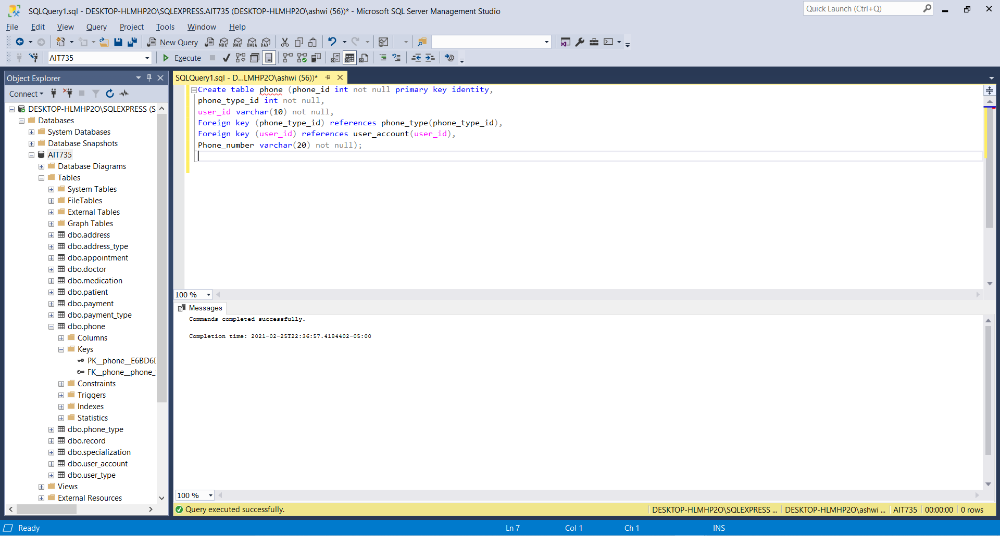 SQLQuery1.sql - DESKTOP-HLMHP2O\SQLEXPRESS.AIT735 (DESKTOP-HLMHP2O\ashwi (56))* - Microsoft SQL Server Management Studio
Quick Launch (Ctrl+Q)
File Edit View Query Project Tools Window Help
New Query MDX DMX XMLA DAX
AIT735 Execute
Object Explorer
Connect
DESKTOP-HLMHP2O\SQLEXPRESS (S
Databases
System Databases
Database Snapshots
AIT735
Database Diagrams
Tables
System Tables
FileTables
External Tables
Graph Tables
dbo.address
dbo.address_type
dbo.appointment
dbo.doctor
dbo.medication
dbo.patient
dbo.payment
dbo.payment_type
dbo.phone
Columns
Keys
PK__phone__E6BD6D
FK__phone__phone_t
Constraints
Triggers
Indexes
Statistics
dbo.phone_type
dbo.record
dbo.specialization
dbo.user_account
dbo.user_type
Views
External Resources
SQLQuery1.sql - D...LMHP2O\ashwi (56))*
Create table phone (phone_id int not null primary key identity,
phone_type_id int not null,
user_id varchar(10) not null,
Foreign key (phone_type_id) references phone_type(phone_type_id),
Foreign key (user_id) references user_account(user_id),
Phone_number varchar(20) not null);
100 %
Messages
Commands completed successfully.
Completion time: 2021-02-25T22:36:57.4184402-05:00
100 %
Query executed successfully.
DESKTOP-HLMHP2O\SQLEXPRESS ... DESKTOP-HLMHP2O\ashwi ... AIT735 00:00:00 0 rows
Ready Ln 7 Col 1 Ch 1 INS